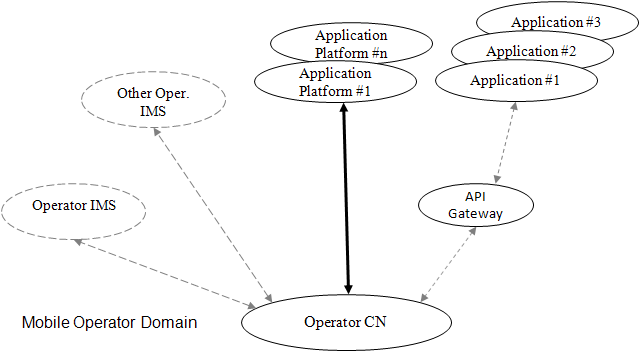 Application #3
Application
Platform #n
Application #2
Application
Platform #1
Application #1
Other Oper.
IMS
Operator IMS
API
Gateway
Mobile Operator Domain
Operator CN